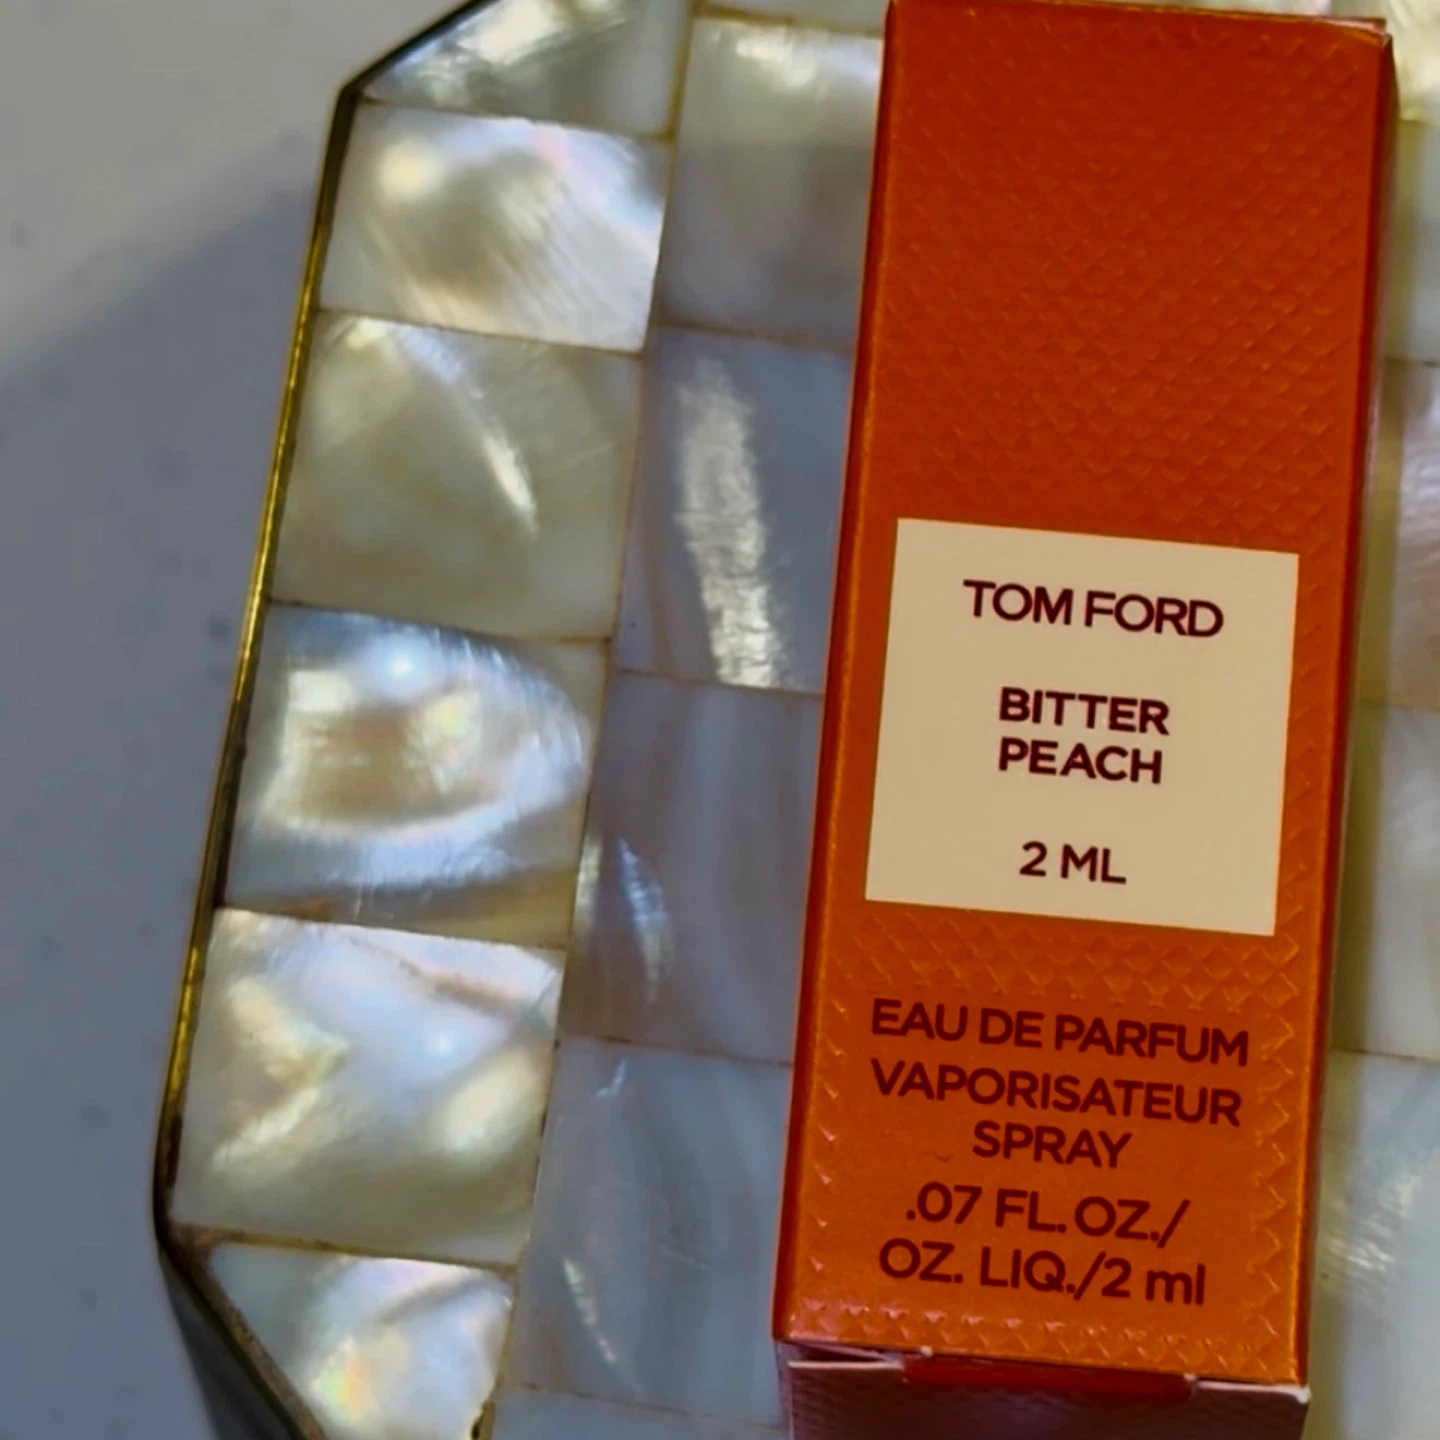 TOM FORD
BITTER
PEACH
2 ML
EAU DE PARFUM
VAPORISATEUR
SPRAY
.07 FL. OZ./
OZ. LIQ./2 ml